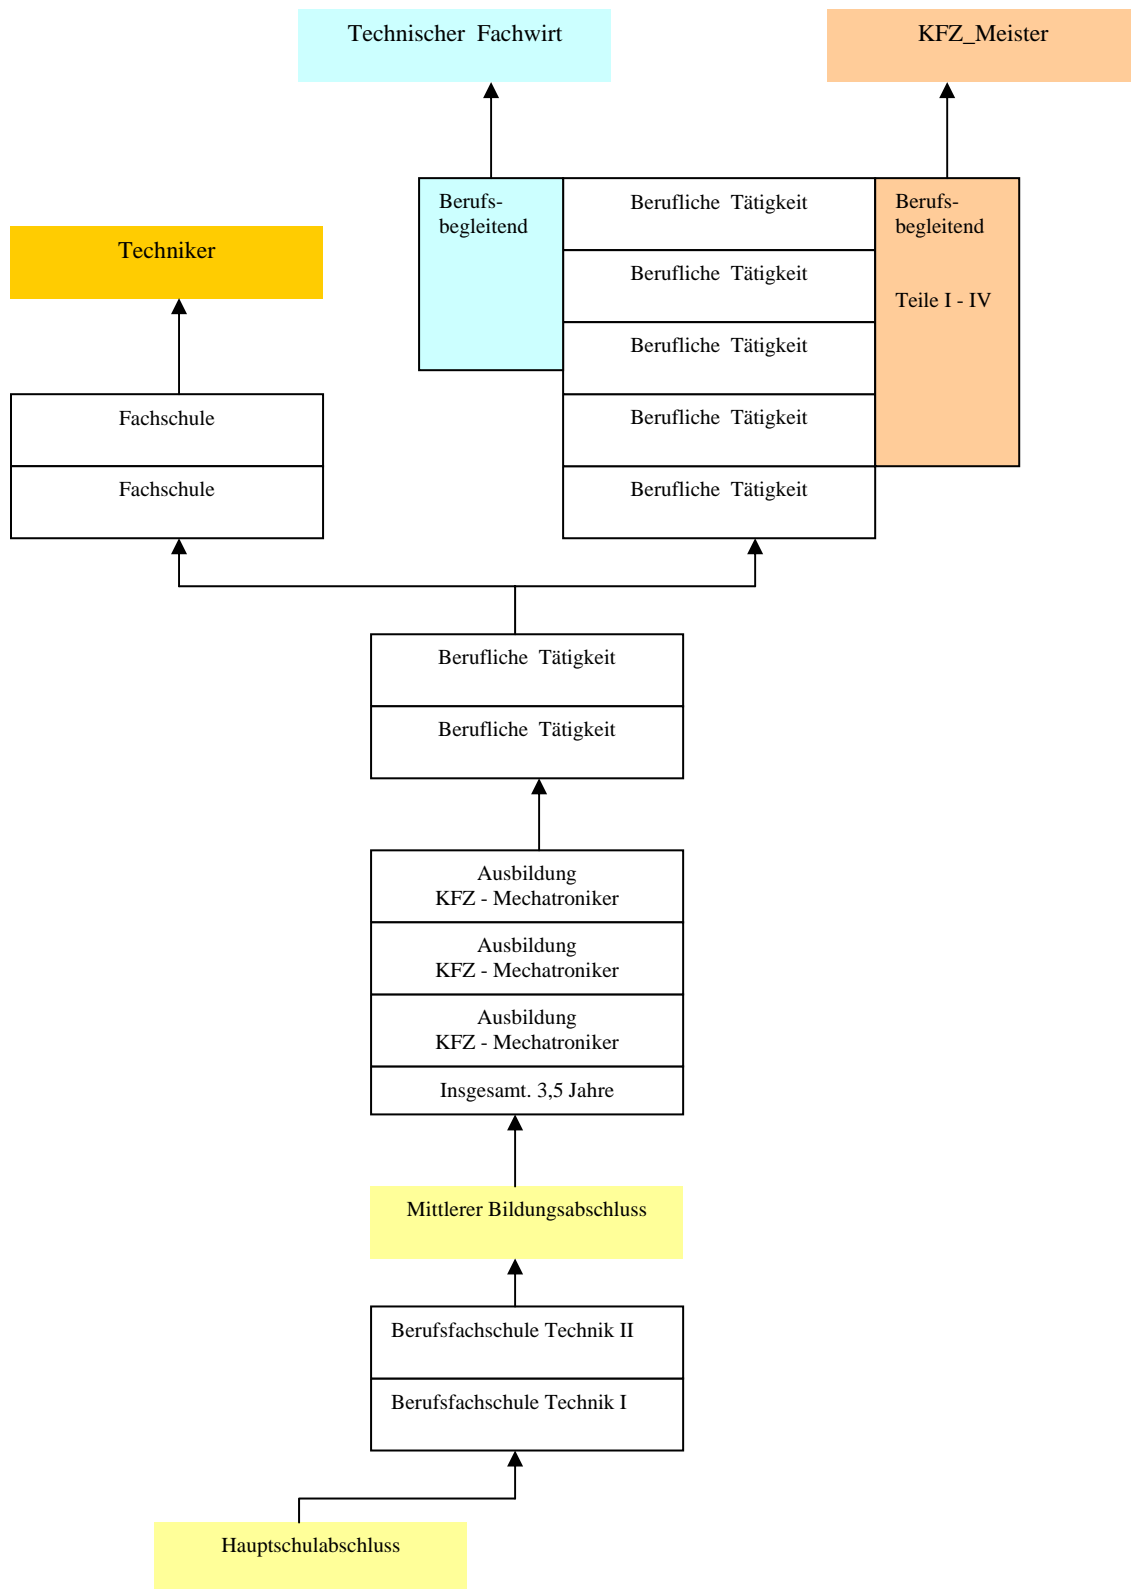 Technischer Fachwirt
KFZ_Meister
Berufs-
begleitend
Berufliche Tätigkeit
Berufliche Tätigkeit
Berufliche Tätigkeit
Berufliche Tätigkeit
Berufliche Tätigkeit
Berufs-
begleitend
Teile I - IV
Techniker
Fachschule
Fachschule
Berufliche Tätigkeit
Berufliche Tätigkeit
Ausbildung
KFZ - Mechatroniker
Ausbildung
KFZ - Mechatroniker
Ausbildung
KFZ - Mechatroniker
Insgesamt. 3,5 Jahre
Mittlerer Bildungsabschluss
Berufsfachschule Technik II
Berufsfachschule Technik I
Hauptschulabschluss